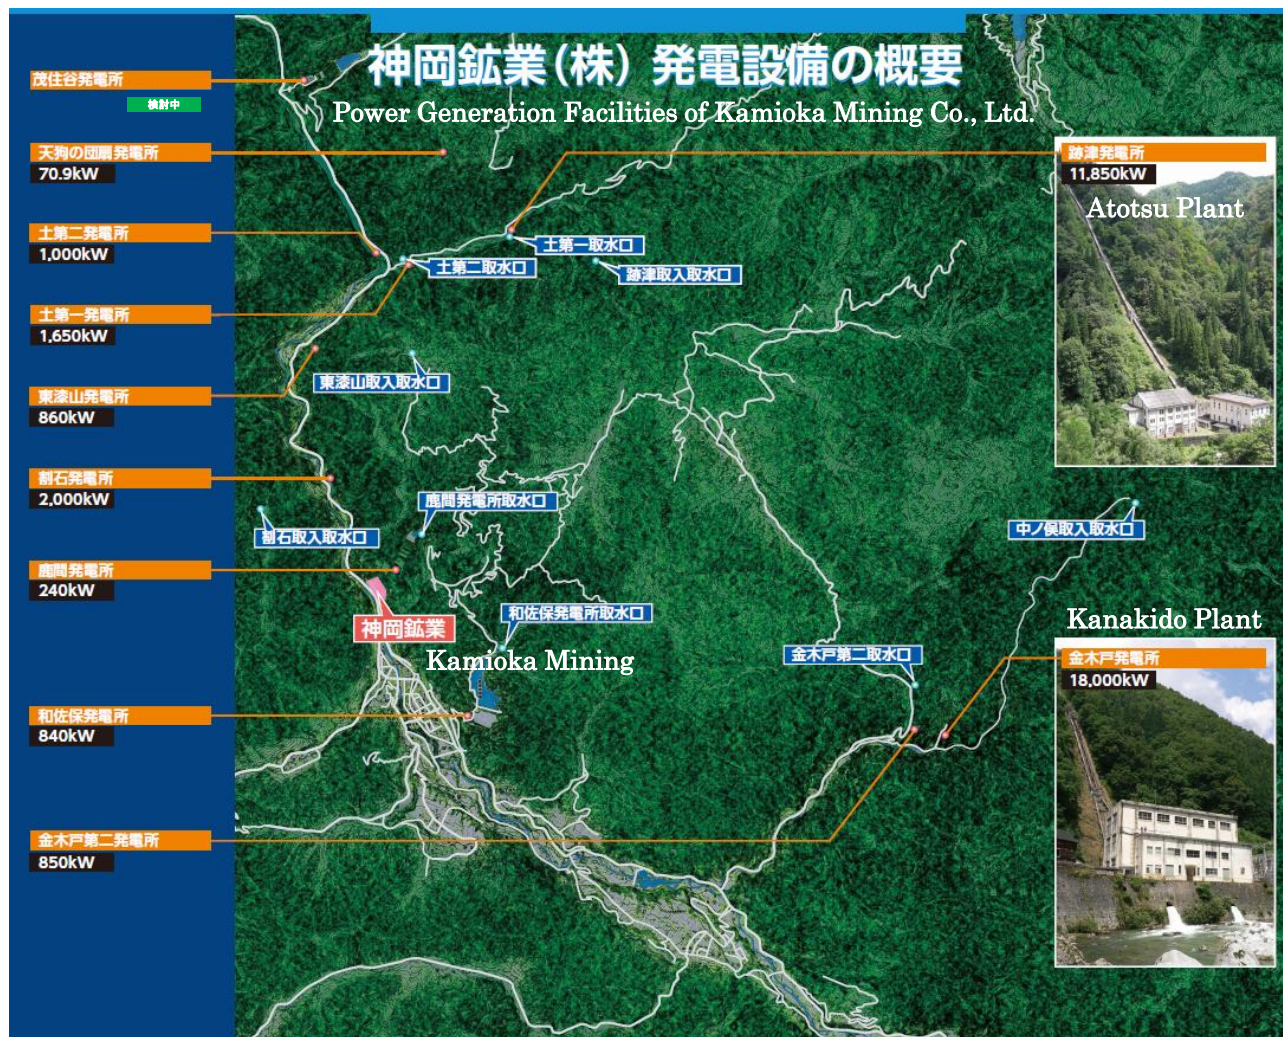 神岡鉱業(株) 発電設備の概要
Power Generation Facilities of Kamioka Mining Co., Ltd.
茂住谷発電所
検討中
天狗の団扇発電所
70.9kW
土第二発電所
1,000kW
土第一発電所
1,650kW
東漆山発電所
860kW
割石発電所
2,000kW
鹿間発電所
240kW
和佐保発電所
840kW
金木戸第二発電所
850kW
土第一取水口
土第二取水口
跡津取入取水口
東漆山取入取水口
鹿間発電所取水口
割石取入取水口
神岡鉱業
Kamioka Mining
和佐保発電所取水口
金木戸第二取水口
中ノ俣取入取水口
跡津発電所
11,850kW
Atotsu Plant
Kanakido Plant
金木戸発電所
18,000kW